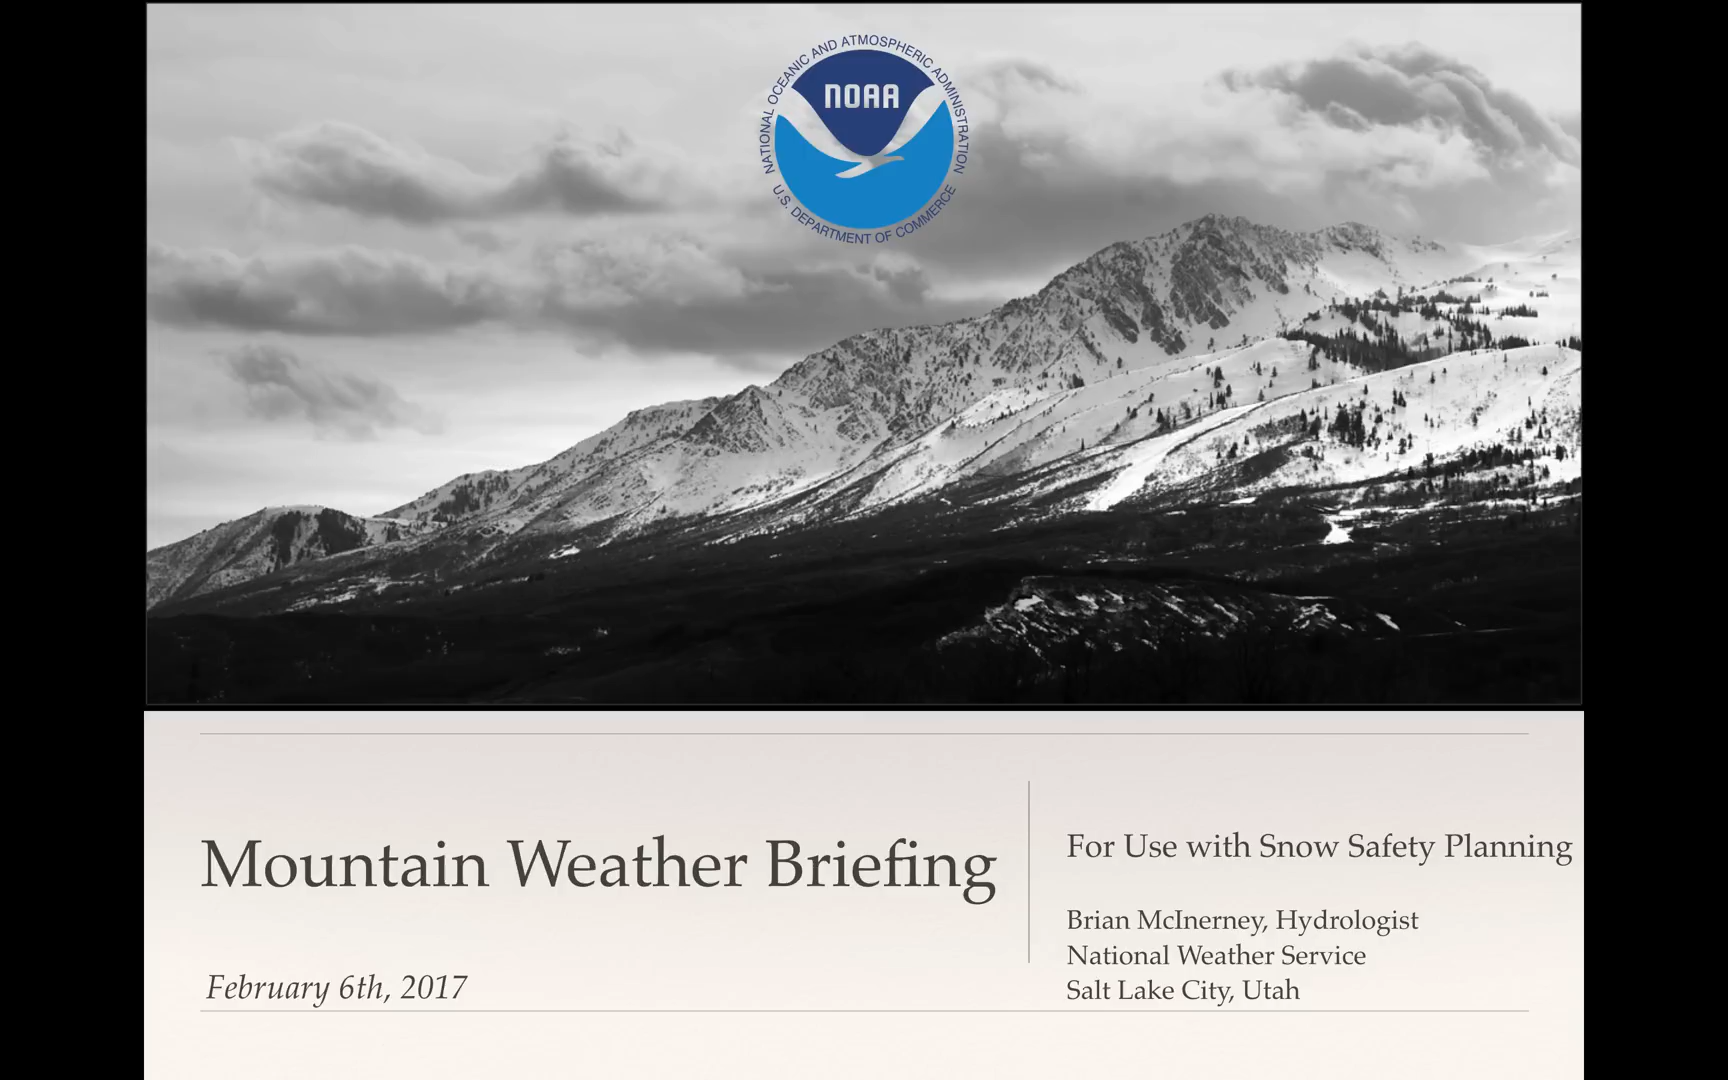 NATIONAL OCEANIC AND ATMOSPHERIC ADMINISTRATION
NOAA
U.S. DEPARTMENT OF COMMERCE
Mountain Weather Briefing
February 6th, 2017
For Use with Snow Safety Planning
Brian McInerney, Hydrologist
National Weather Service
Salt Lake City, Utah